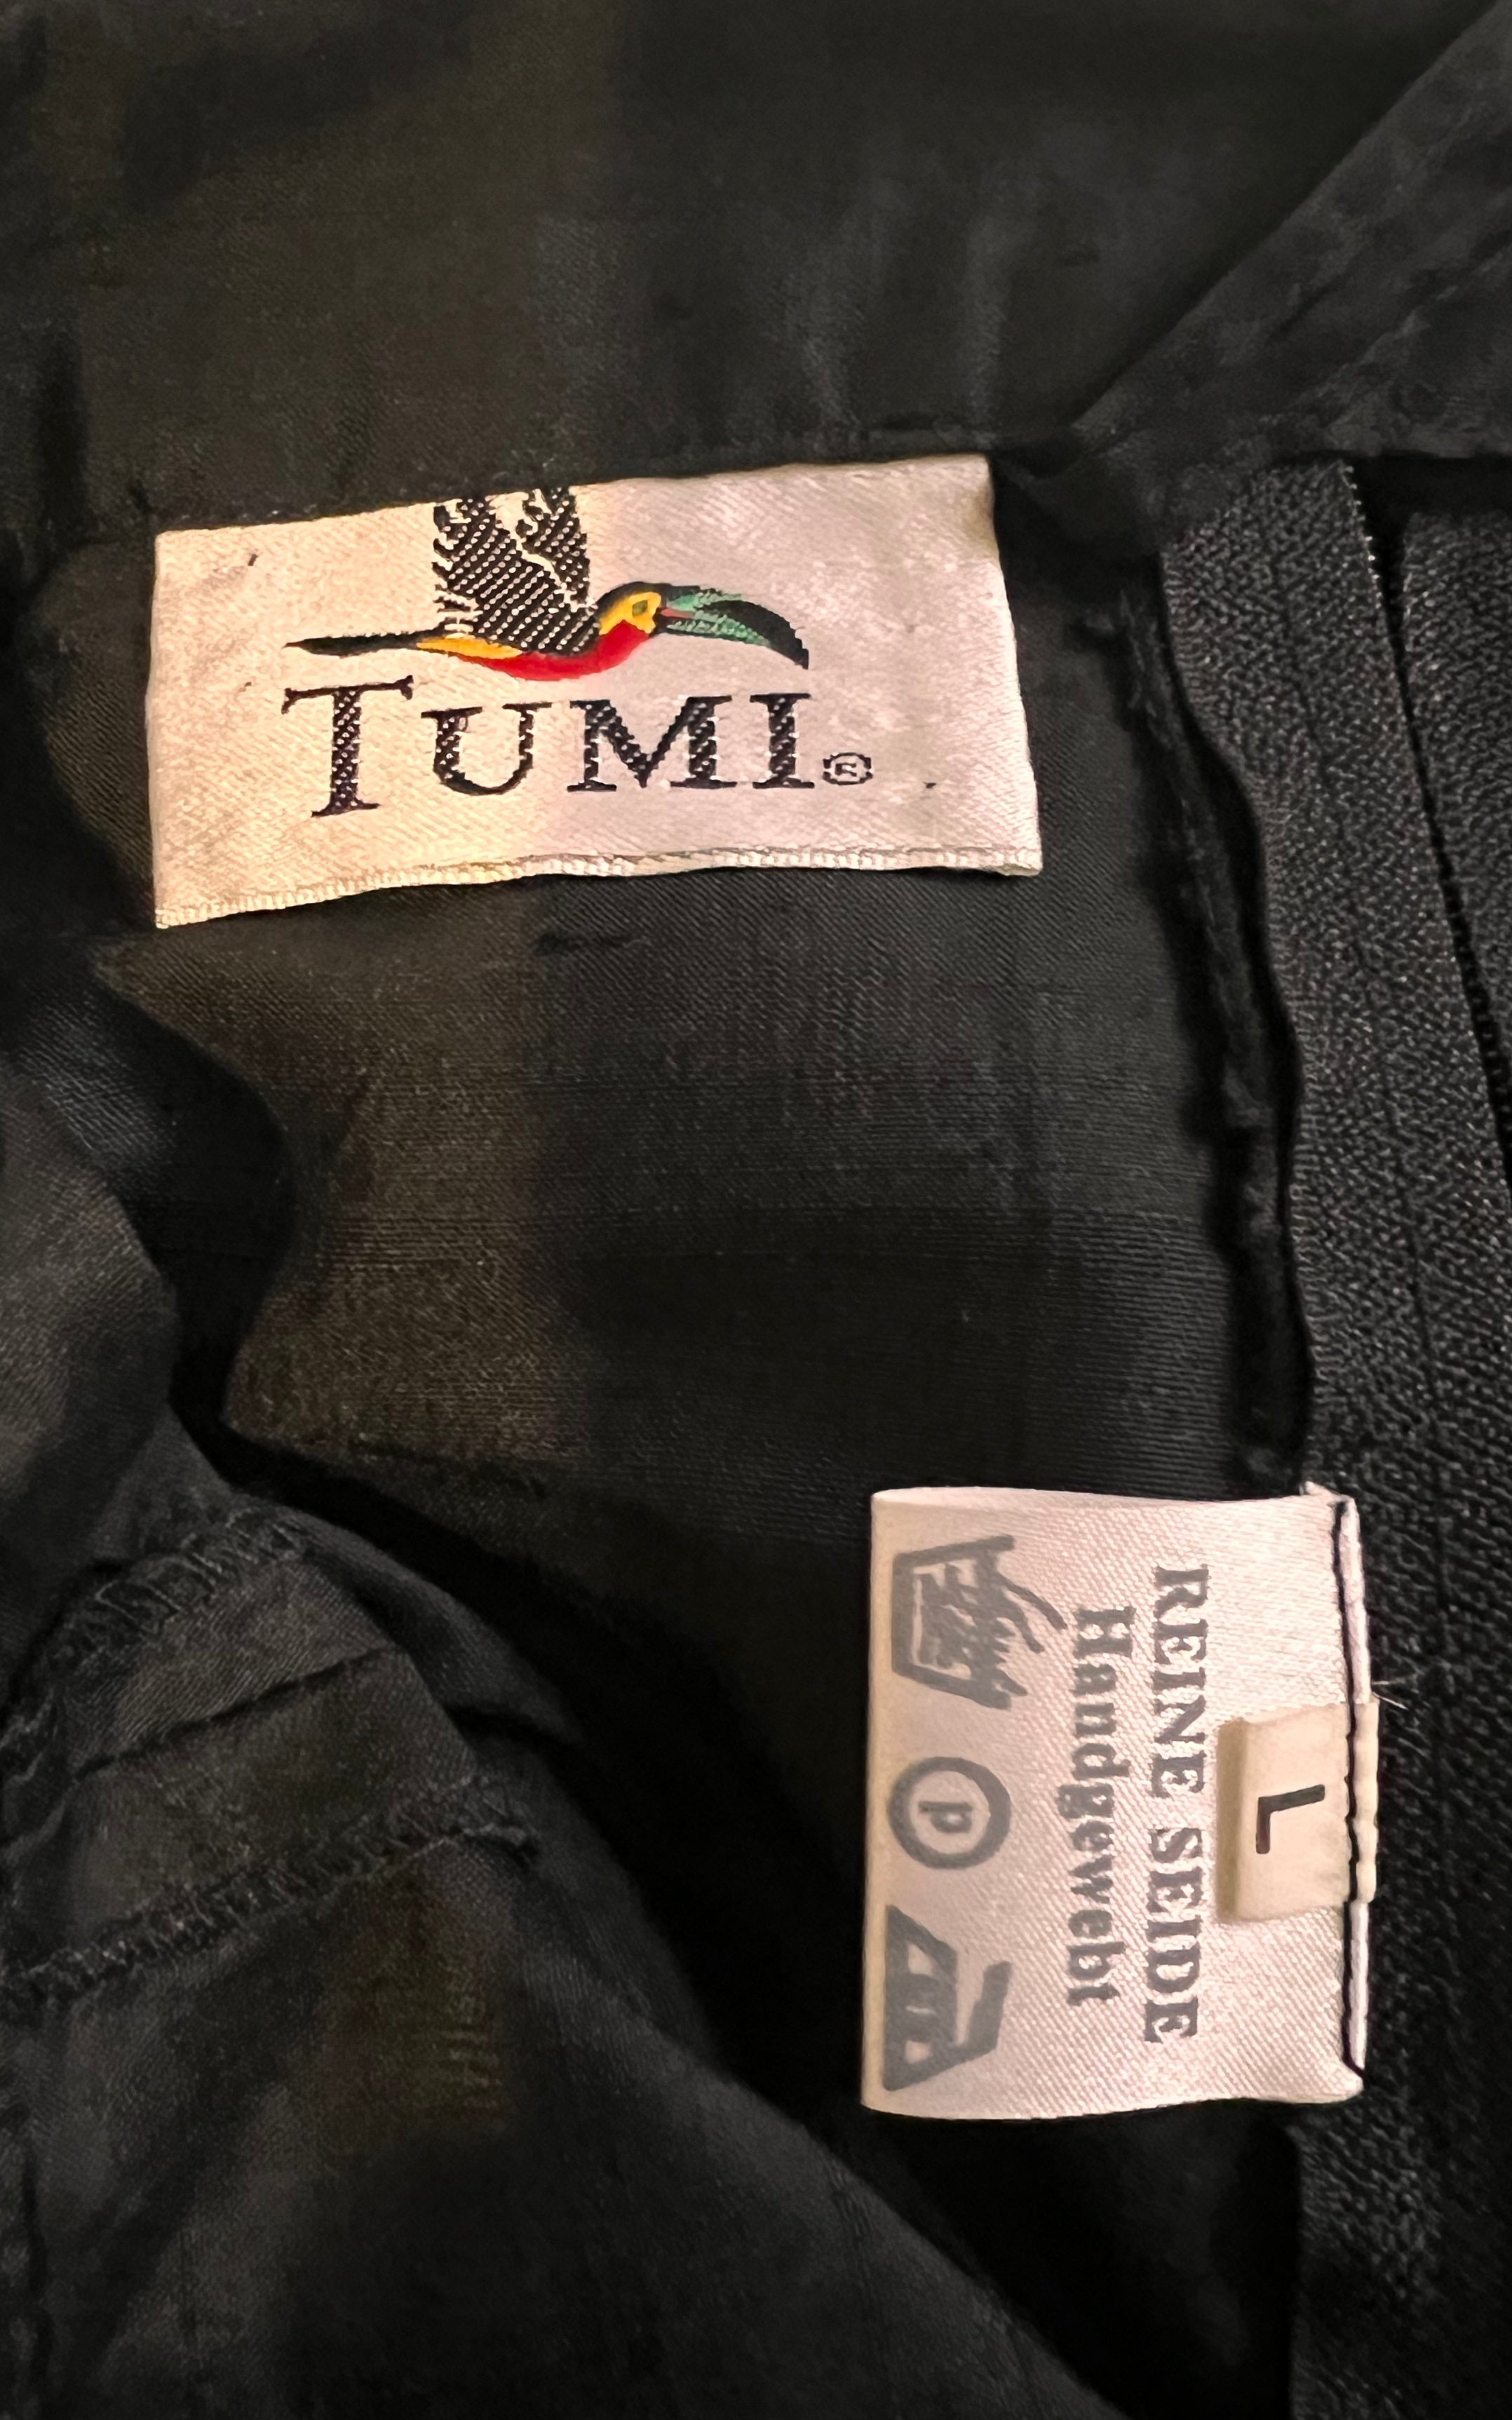 TUMI®
L
REINE SEIDE
Handgewebt
P